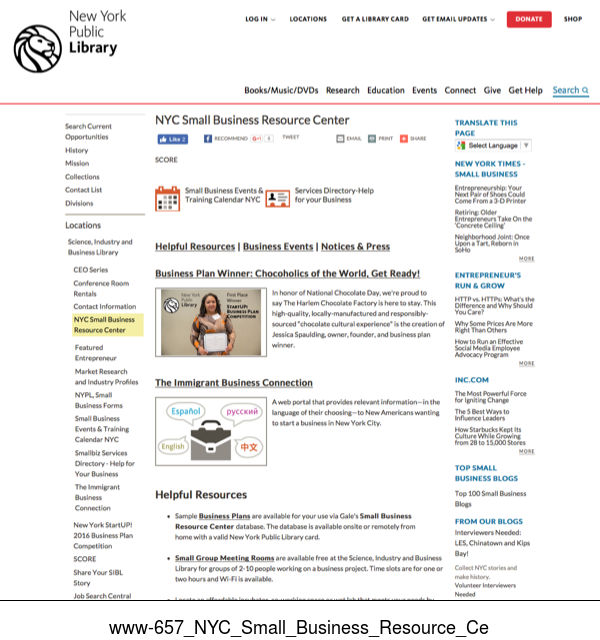 New York
Public
Library
LOG IN
LOCATIONS
GET A LIBRARY CARD
GET EMAIL UPDATES
DONATE
SHOP
Books/Music/DVDs Research Education Events Connect Give Get Help Search
Search Current
Opportunities
History
Mission
Collections
Contact List
Divisions
Locations
Science, Industry and
Business Library
CEO Series
Conference Room
Rentals
Contact Information
NYC Small Business
Resource Center
Featured
Entrepreneur
Market Research
and Industry Profiles
NYPL, Small
Business Forms
Small Business
Events & Training
Calendar NYC
Smallbiz Services
Directory - Help for
Your Business
The Immigrant
Business
Connection
New York StartUP!
2016 Business Plan
Competition
SCORE
Share Your SIBL
Story
Job Search Central
NYC Small Business Resource Center
Like 2
RECOMMEND
G+1
TWEET
EMAIL
PRINT
SHARE
SCORE
Small Business Events &
Training Calendar NYC
Services Directory-Help
for your Business
Helpful Resources | Business Events | Notices & Press
Business Plan Winner: Chocoholics of the World, Get Ready!
New York
Public
Library
First Place
Winner
StartUP!
BUSINESS PLAN
COMPETITION
In honor of National Chocolate Day, we're proud to
say The Harlem Chocolate Factory is here to stay. This
high-quality, locally-manufactured and responsibly-
sourced "chocolate cultural experience" is the creation of
Jessica Spaulding, owner, founder, and business plan
winner.
The Immigrant Business Connection
Español
русский
English
中文
A web portal that provides relevant information—in the
language of their choosing—to New Americans wanting
to start a business in New York City.
Helpful Resources
• Sample Business Plans are available for your use via Gale's Small Business
Resource Center database. The database is available onsite or remotely from
home with a valid New York Public Library card.
• Small Group Meeting Rooms are available free at the Science, Industry and Business
Library for groups of 2-10 people working on a business project. Time slots are for one or
two hours and Wi-Fi is available.
TRANSLATE THIS
PAGE
Select Language
NEW YORK TIMES -
SMALL BUSINESS
Entrepreneurship: Your
Next Pair of Shoes Could
Come From a 3-D Printer
Retiring: Older
Entrepreneurs Take On the
'Concrete Ceiling'
Neighborhood Joint: Once
Upon a Tart, Reborn in
SoHo
MORE
ENTREPRENEUR'S
RUN & GROW
HTTP vs. HTTPs: What's the
Difference and Why Should
You Care?
Why Some Prices Are More
Right Than Others
How to Run an Effective
Social Media Employee
Advocacy Program
MORE
INC.COM
The Most Powerful Force
for Igniting Change
The 5 Best Ways to
Influence Leaders
How Starbucks Kept Its
Culture While Growing
from 28 to 15,000 Stores
MORE
TOP SMALL
BUSINESS BLOGS
Top 100 Small Business
Blogs
FROM OUR BLOGS
Interviewers Needed:
LES, Chinatown and Kips
Bay!
Collect NYC stories and
make history.
Volunteer Interviewers
Needed
www-657_NYC_Small_Business_Resource_Ce